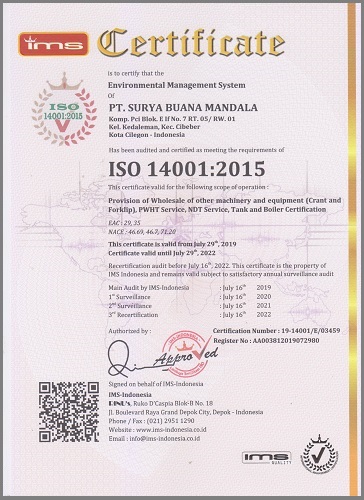 ims Certificate
is to certify that the
Environmental Management System
Of
PT. SURYA BUANA MANDALA
Komp. Pci Blok. E If No. 7 RT. 05/ RW. 01
Kel. Kedaleman, Kec. Cibeber
Kota Cilegon - Indonesia
ISO
14001:2015
Has been audited and certified as meeting the requirements of
ISO 14001:2015
This certificate valid for the following scope of operation :
Provision of Wholesale of other machinery and equipment (Crant and
Forklip), PWHT Service, NDT Service, Tank and Boiler Certification
EAC : 29, 35
NACE : 46.69, 46.7, 71.20
This certificate is valid from July 29th, 2019
Certificate valid until July 29th, 2022
Recertification audit before July 16th, 2022. This certificate is the property of
IMS Indonesia and remains valid subject to satisfactory annual surveillance audit
Main Audit by IMS-Indonesia : July 16th 2019
1st Surveillance : July 16th 2020
2nd Surveillance : July 16th 2021
3rd Recertification : July 16th 2022
Authorized by :
Certification Number : 19-14001/E/03459
Register No : AA003812019072980
Approved
Signed on behalf of IMS-Indonesia
IMS-Indonesia
Ruko D'Caspia Blok-B No. 18
Jl. Boulevard Raya Grand Depok City, Depok - Indonesia
Phone / Fax : (021) 2951 1290
Website : www.ims-indonesia.co.id
Email : info@ims-indonesia.co.id
ims
QUALITY